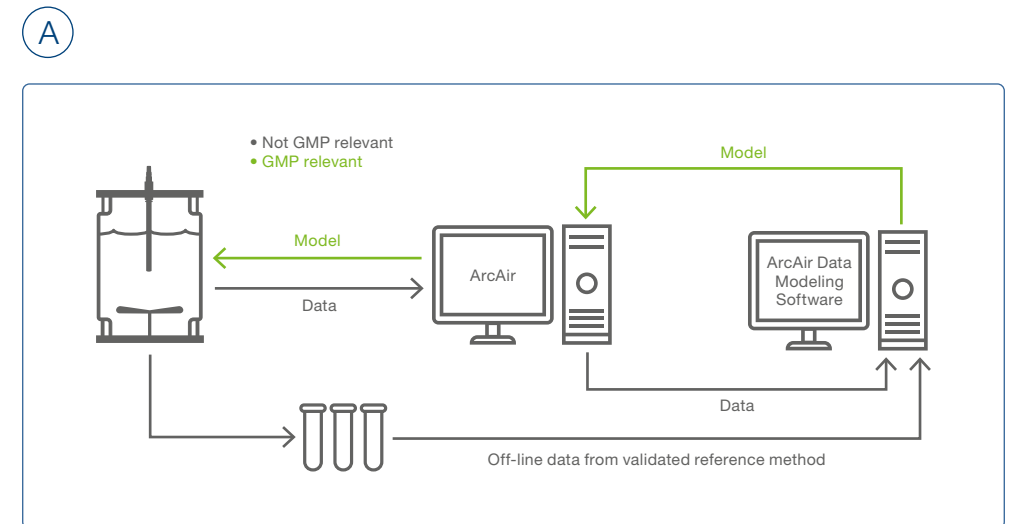 A
• Not GMP relevant
• GMP relevant
Model
Model
ArcAir
ArcAir Data
Modeling
Software
Data
Data
Off-line data from validated reference method